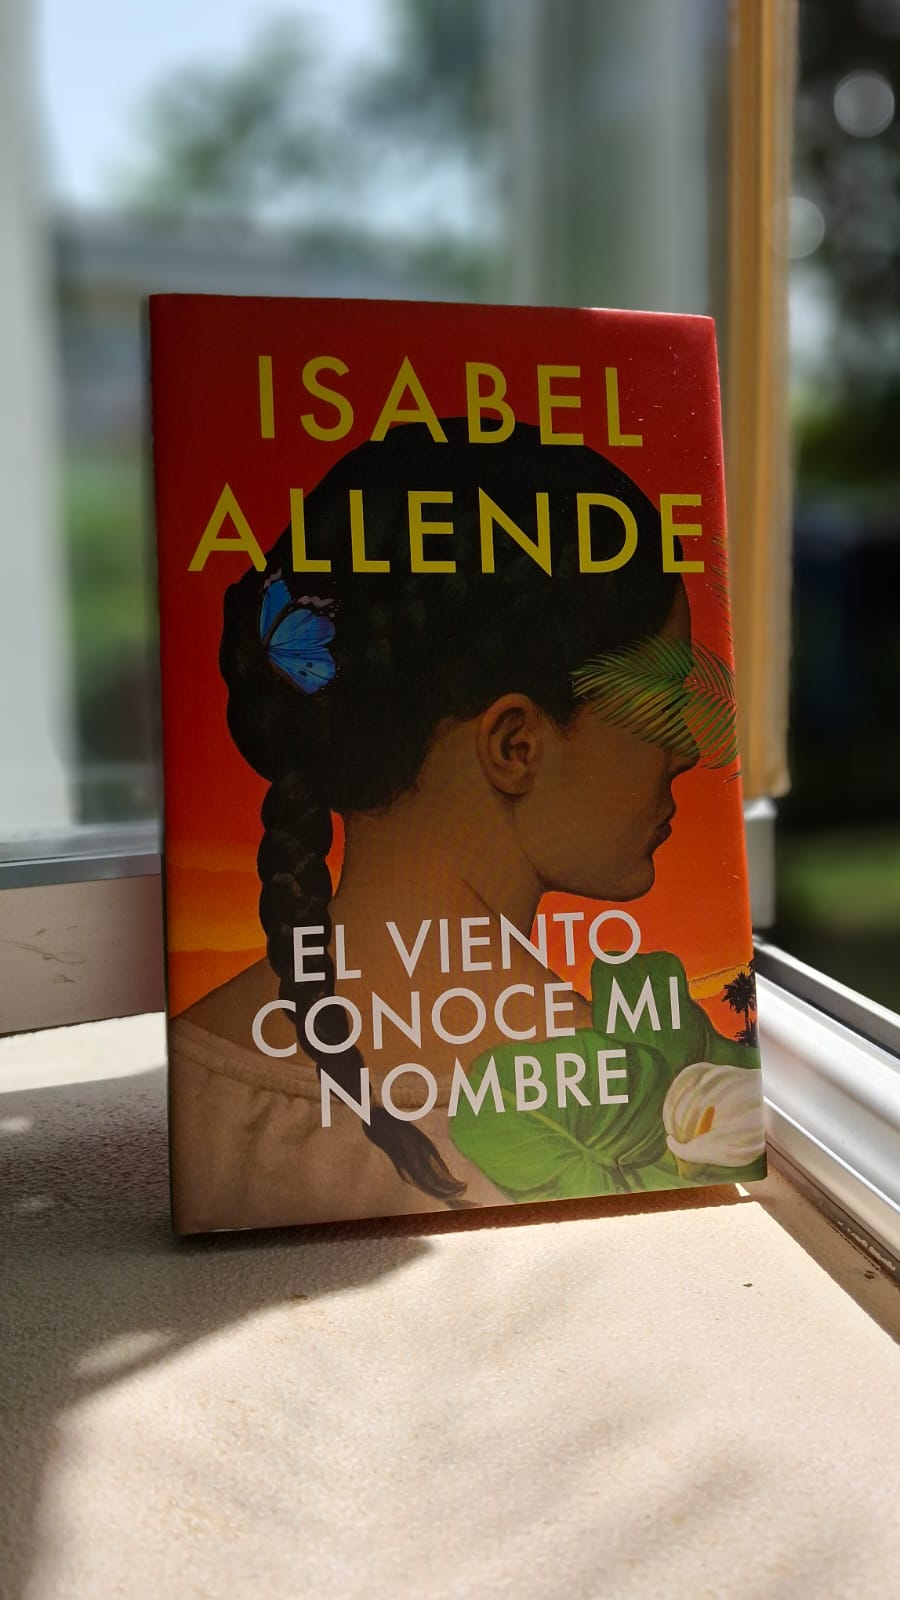 ISABEL
ALLENDE
EL VIENTO
CONOCE MI
NOMBRE